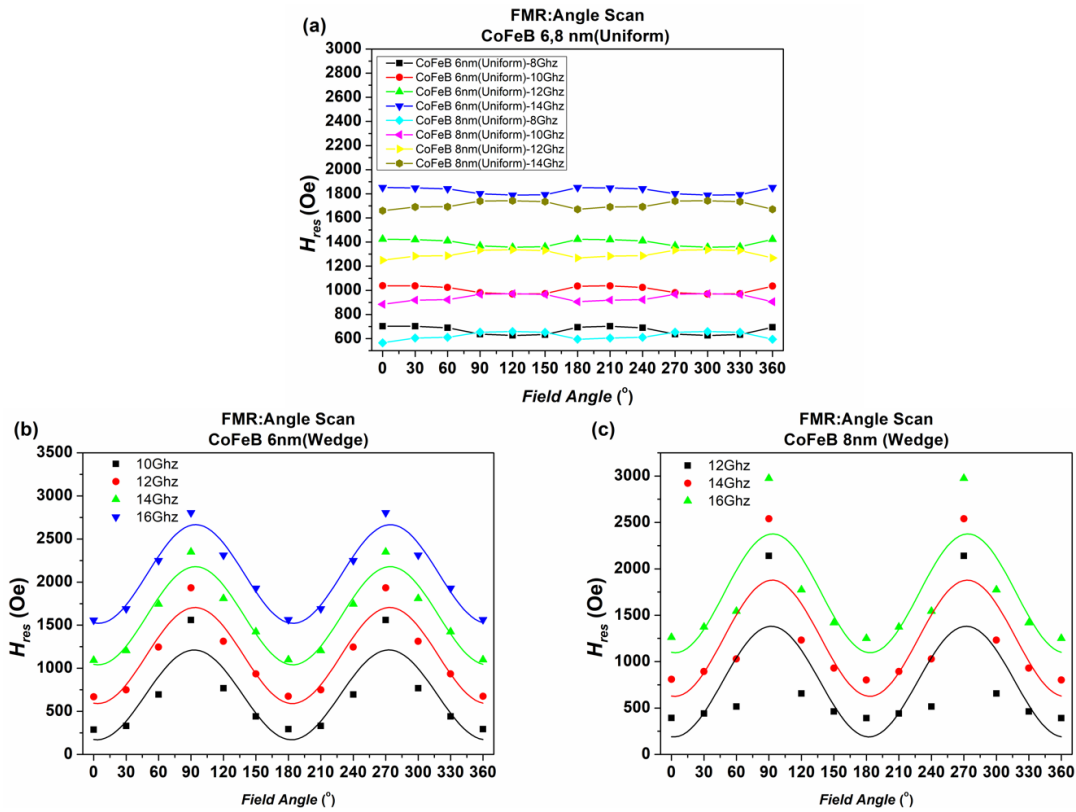 (a)
FMR:Angle Scan
CoFeB 6,8 nm(Uniform)
3000
2800
2600
2400
2200
2000
1800
1600
1400
1200
1000
800
600
H_res (Oe)
CoFeB 6nm(Uniform)-8Ghz
CoFeB 6nm(Uniform)-10Ghz
CoFeB 6nm(Uniform)-12Ghz
CoFeB 6nm(Uniform)-14Ghz
CoFeB 8nm(Uniform)-8Ghz
CoFeB 8nm(Uniform)-10Ghz
CoFeB 8nm(Uniform)-12Ghz
CoFeB 8nm(Uniform)-14Ghz
0 30 60 90 120 150 180 210 240 270 300 330 360
Field Angle (°)
(b)
FMR:Angle Scan
CoFeB 6nm(Wedge)
3500
3000
2500
2000
1500
1000
500
0
H_res (Oe)
10Ghz
12Ghz
14Ghz
16Ghz
0 30 60 90 120 150 180 210 240 270 300 330 360
Field Angle (°)
(c)
FMR:Angle Scan
CoFeB 8nm (Wedge)
3000
2500
2000
1500
1000
500
0
H_res (Oe)
12Ghz
14Ghz
16Ghz
0 30 60 90 120 150 180 210 240 270 300 330 360
Field Angle (°)